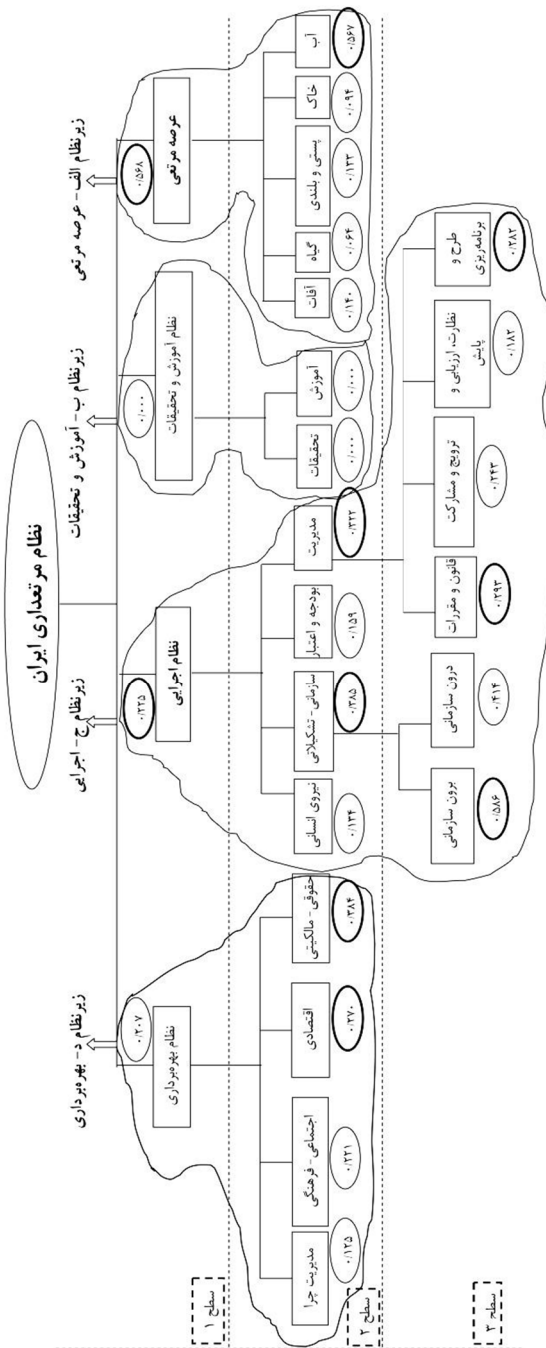 نظام مرتعداری ایران
زیرنظام الف- عرصه مرتعی
زیرنظام ب- آموزش و تحقیقات
زیرنظام ج- اجرایی
زیرنظام د- بهره‌برداری
سطح ۱
۰/۵۶۸
عرصه مرتعی
۰/۰۰۰
نظام آموزش و تحقیقات
۰/۲۲۵
نظام اجرایی
۰/۲۰۷
نظام بهره‌برداری
سطح ۲
آب
۰/۵۶۷
خاک
۰/۰۹۴
پستی و بلندی
۰/۱۳۳
گیاه
۰/۰۶۴
آفات
۰/۱۴۰
آموزش
۰/۰۰۰
تحقیقات
۰/۰۰۰
مدیریت
۰/۳۲۲
بودجه و اعتبار
۰/۱۵۹
سازمانی- تشکیلاتی
۰/۳۸۵
نیروی انسانی
۰/۱۳۴
حقوقی- مالکیتی
۰/۳۸۴
اقتصادی
۰/۲۷۰
اجتماعی- فرهنگی
۰/۲۲۱
مدیریت چرا
۰/۱۲۵
سطح ۳
طرح و
برنامه‌ریزی
۰/۲۸۲
نظارت، ارزیابی و
پایش
۰/۱۸۲
ترویج و مشارکت
۰/۲۴۳
قانون و مقررات
۰/۲۹۳
درون سازمانی
۰/۴۱۴
برون سازمانی
۰/۵۸۶